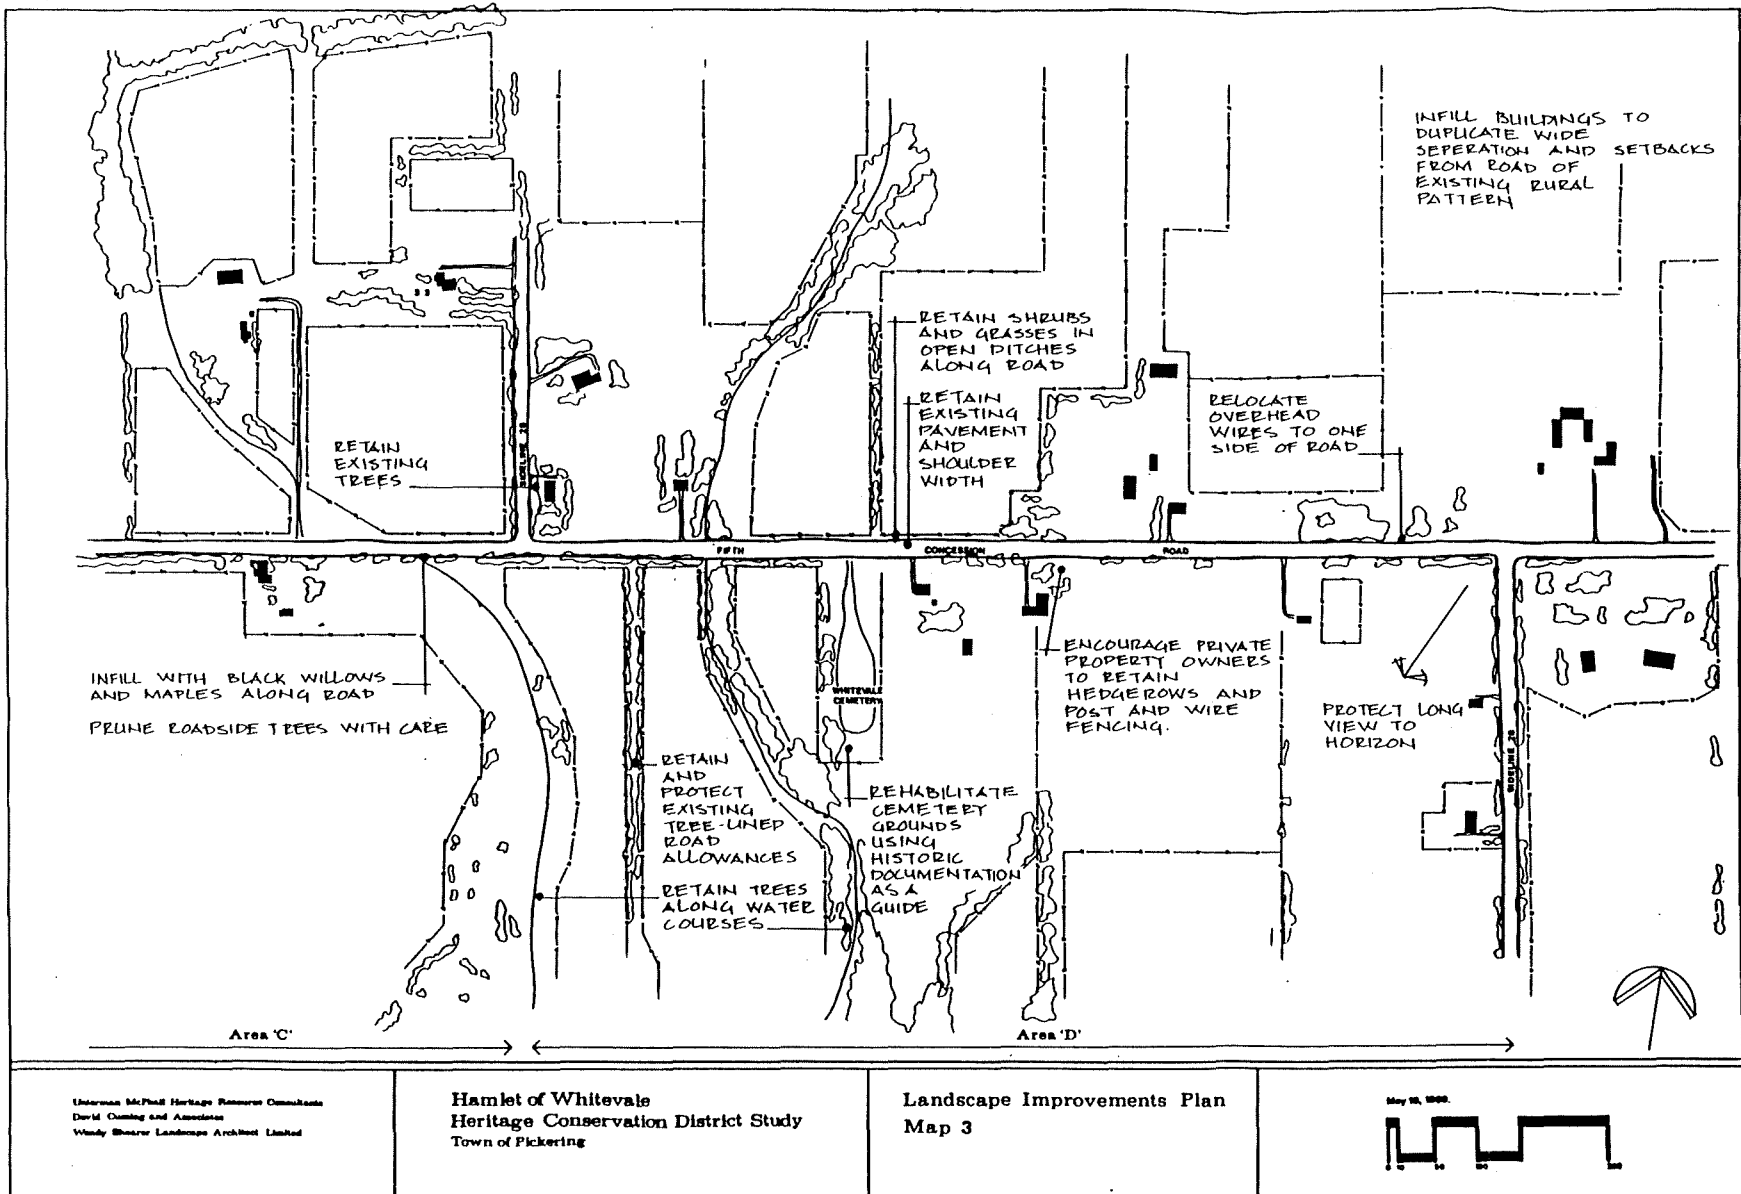 INFILL BUILDINGS TO
DUPLICATE WIDE
SEPERATION AND SETBACKS
FROM ROAD OF
EXISTING RURAL
PATTERN
RETAIN SHRUBS
AND GRASSES IN
OPEN DITCHES
ALONG ROAD
RETAIN
EXISTING
PAVEMENT
AND
SHOULDER
WIDTH
RELOCATE
OVERHEAD
WIRES TO ONE
SIDE OF ROAD
RETAIN
EXISTING
TREES
SIDELINE
FIFTH CONCESSION ROAD
INFILL WITH BLACK WILLOWS
AND MAPLES ALONG ROAD
PRUNE ROADSIDE TREES WITH CARE
WHITEVALE
CEMETERY
ENCOURAGE PRIVATE
PROPERTY OWNERS
TO RETAIN
HEDGEROWS AND
POST AND WIRE
FENCING.
PROTECT LONG
VIEW TO
HORIZON
SIDELINE 26
RETAIN
AND
PROTECT
EXISTING
TREE-LINED
ROAD
ALLOWANCES
RETAIN TREES
ALONG WATER
COURSES
REHABILITATE
CEMETERY
GROUNDS
USING
HISTORIC
DOCUMENTATION
AS A
GUIDE
Area 'C'
Area 'D'
Unterman McPhail Heritage Resource Consultants
David Cuming and Associates
Wendy Shearer Landscape Architect Limited
Hamlet of Whitevale
Heritage Conservation District Study
Town of Pickering
Landscape Improvements Plan
Map 3